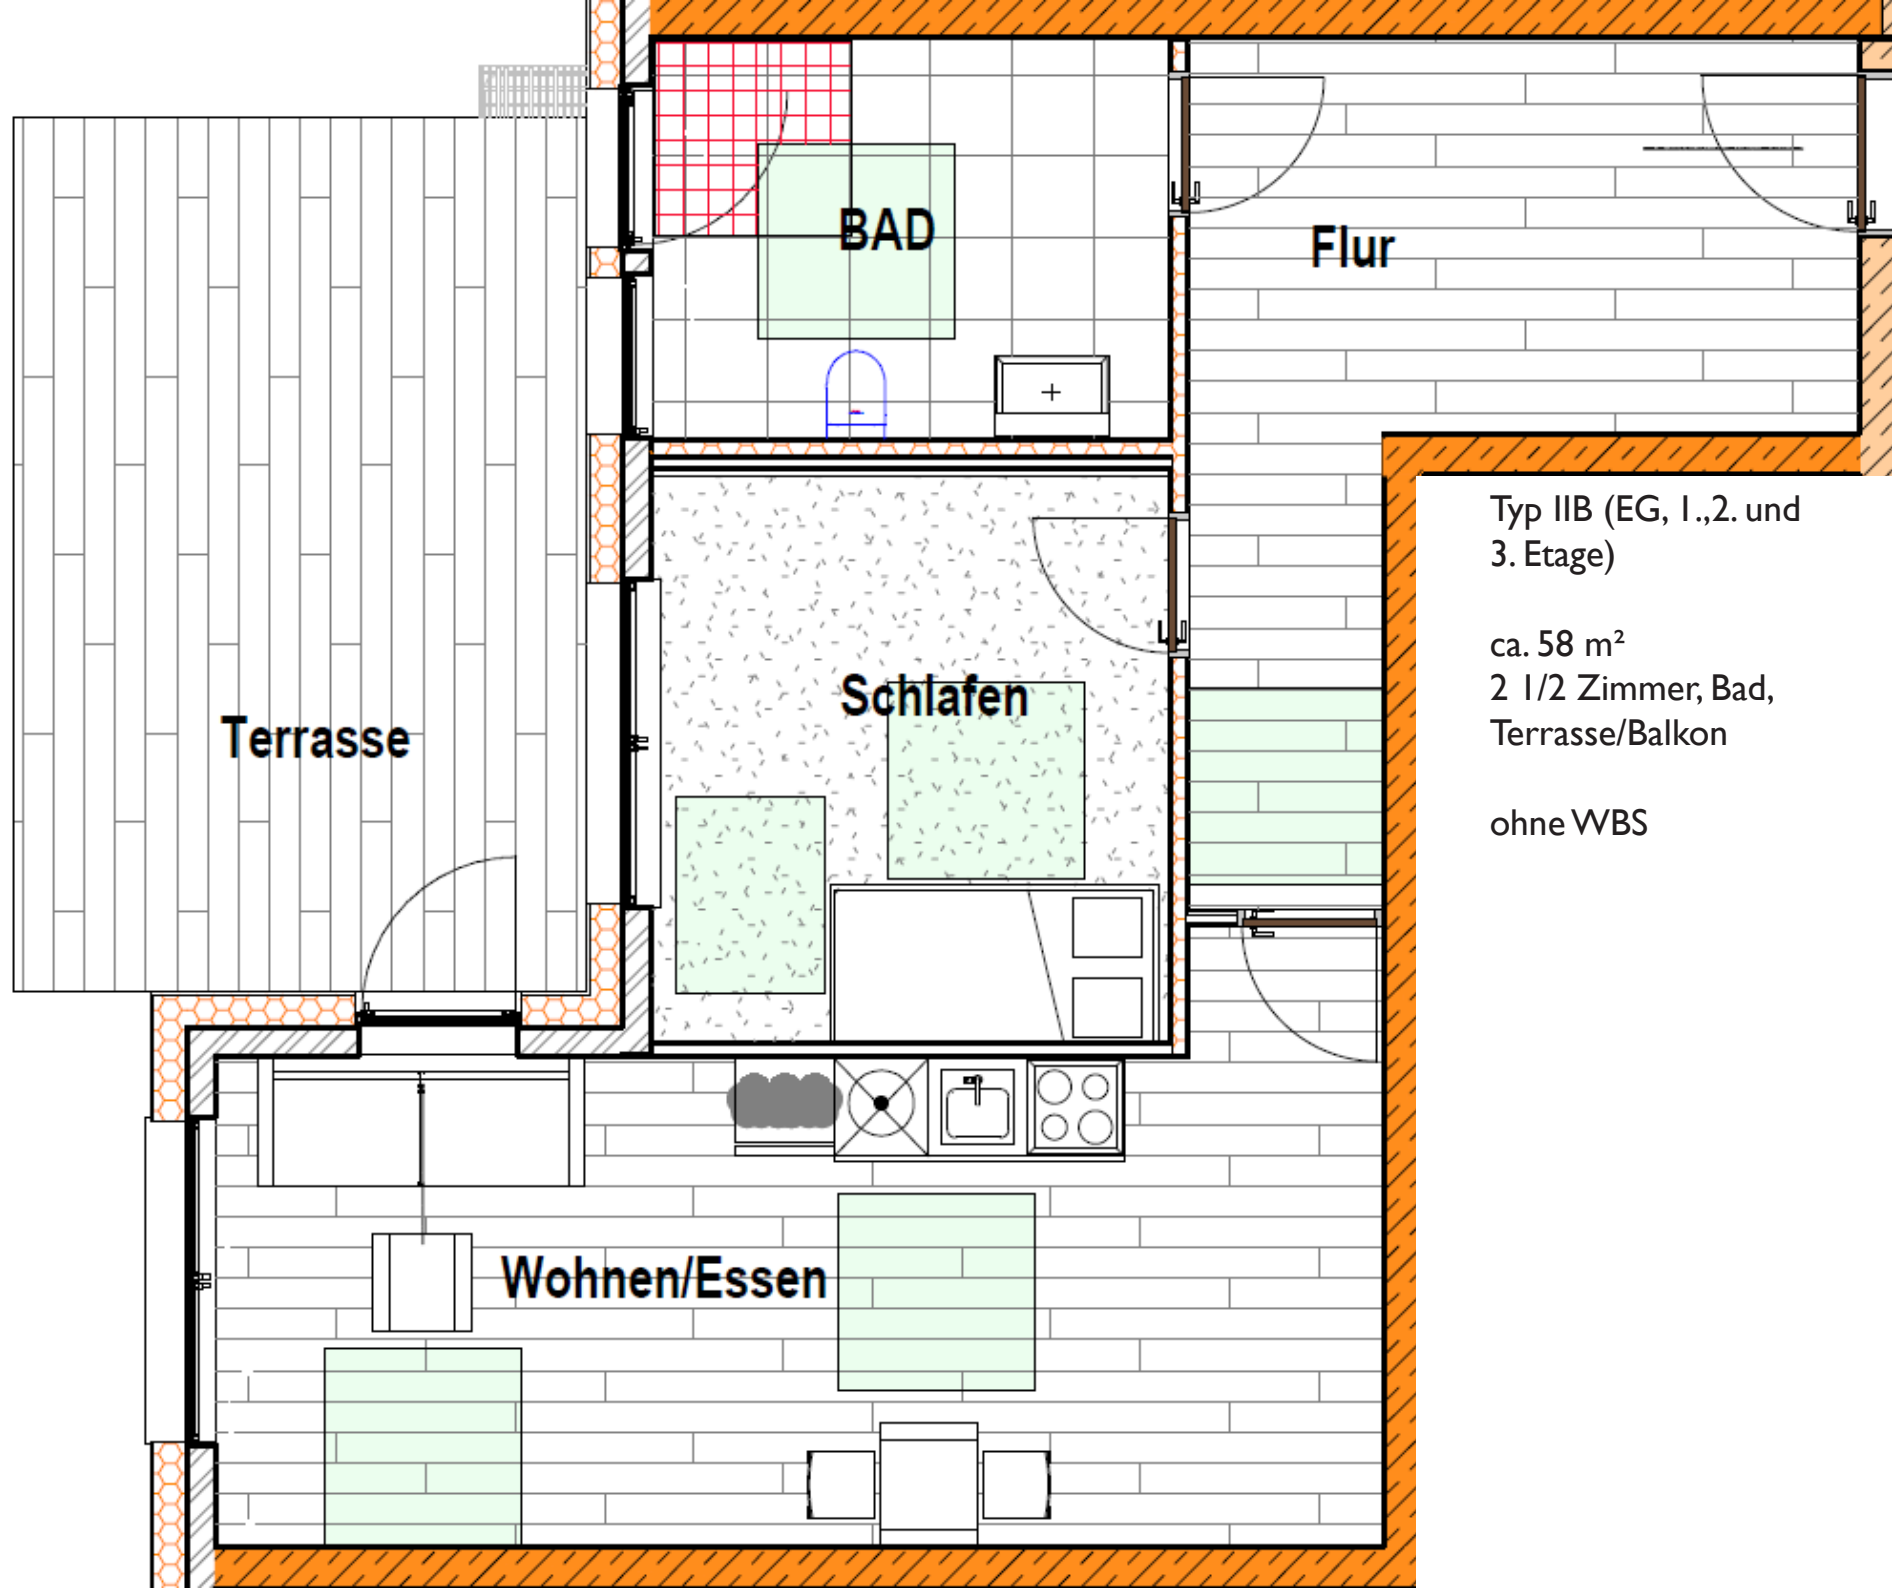 BAD
Flur
Typ IIB (EG, 1.,2. und
3. Etage)
ca. 58 m²
2 1/2 Zimmer, Bad,
Terrasse/Balkon
ohne WBS
Schlafen
Terrasse
Wohnen/Essen